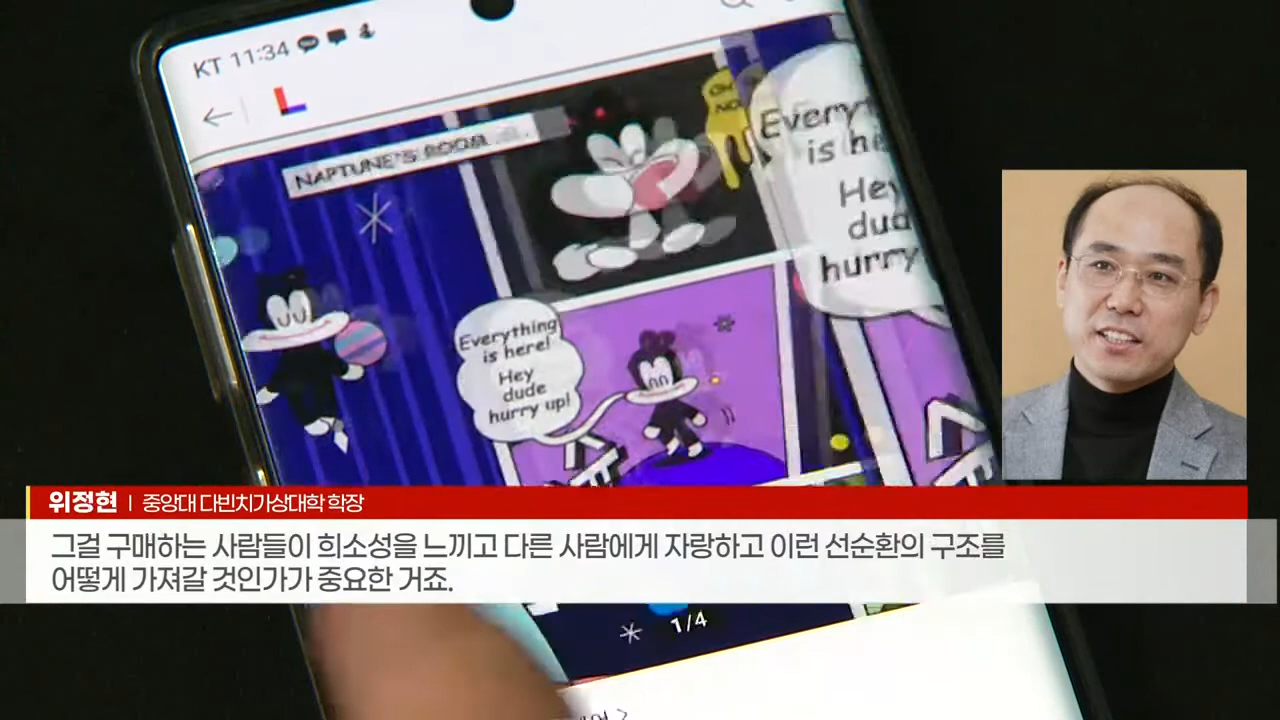 KT 11:34
NAPTUNE'S ROOM
OH
NO
Everything
is here!
Hey
dude
hurry up!
is he
Hey
hurry
1/4
위정현 | 중앙대 다빈치가상대학 학장
그걸 구매하는 사람들이 희소성을 느끼고 다른 사람에게 자랑하고 이런 선순환의 구조를
어떻게 가져갈 것인가가 중요한 거죠.